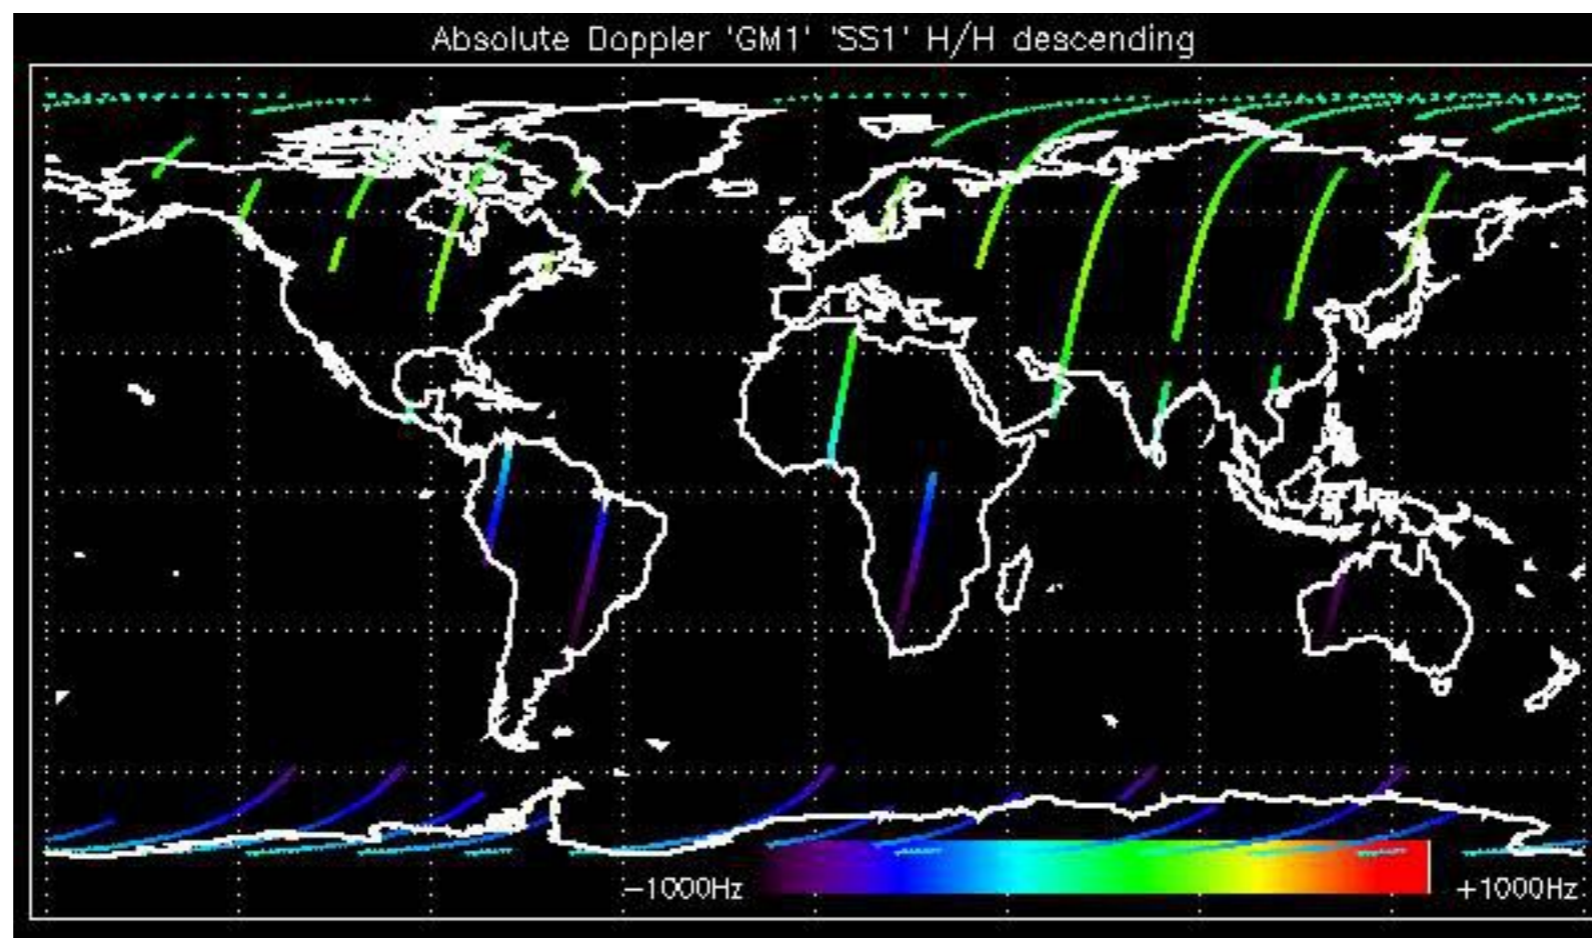 Absolute Doppler 'GM1' 'SS1' H/H descending
−1000Hz +1000Hz